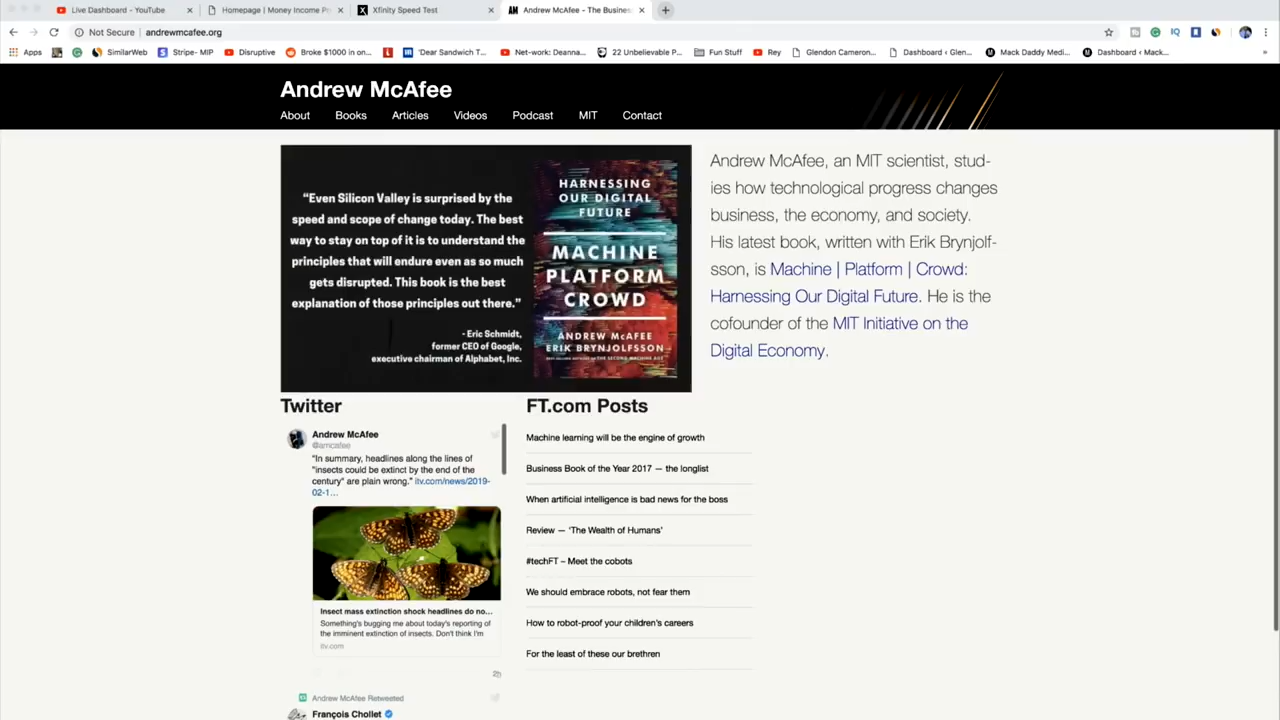 Live Dashboard - YouTube
Homepage | Money Income P
Xfinity Speed Test
Andrew McAfee - The Busines
Not Secure | andrewmcafee.org
Apps
SimilarWeb
Stripe- MIP
Disruptive
Broke $1000 in on...
'Dear Sandwich T...
Net-work: Deanna...
22 Unbelievable P...
Fun Stuff
Rey
Glendon Cameron...
Dashboard ‹ Glen...
Mack Daddy Medi...
Dashboard ‹ Mack...
»
Andrew McAfee
About
Books
Articles
Videos
Podcast
MIT
Contact
"Even Silicon Valley is surprised by the
speed and scope of change today. The best
way to stay on top of it is to understand the
principles that will endure even as so much
gets disrupted. This book is the best
explanation of those principles out there."
- Eric Schmidt,
former CEO of Google,
executive chairman of Alphabet, Inc.
HARNESSING
OUR DIGITAL
FUTURE
MACHINE
PLATFORM
CROWD
ANDREW McAFEE
ERIK BRYNJOLFSSON
BEST-SELLING AUTHORS OF THE SECOND MACHINE AGE
Andrew McAfee, an MIT scientist, stud-
ies how technological progress changes
business, the economy, and society.
His latest book, written with Erik Brynjolf-
sson, is Machine | Platform | Crowd:
Harnessing Our Digital Future. He is the
cofounder of the MIT Initiative on the
Digital Economy.
Twitter
Andrew McAfee
@amcafee
"In summary, headlines along the lines of
"insects could be extinct by the end of the
century" are plain wrong." itv.com/news/2019-
02-1…
Insect mass extinction shock headlines do no...
Something's bugging me about today's reporting of
the imminent extinction of insects. Don't think I'm
itv.com
Andrew McAfee Retweeted
François Chollet
FT.com Posts
Machine learning will be the engine of growth
Business Book of the Year 2017 — the longlist
When artificial intelligence is bad news for the boss
Review — 'The Wealth of Humans'
#techFT – Meet the cobots
We should embrace robots, not fear them
How to robot-proof your children's careers
For the least of these our brethren